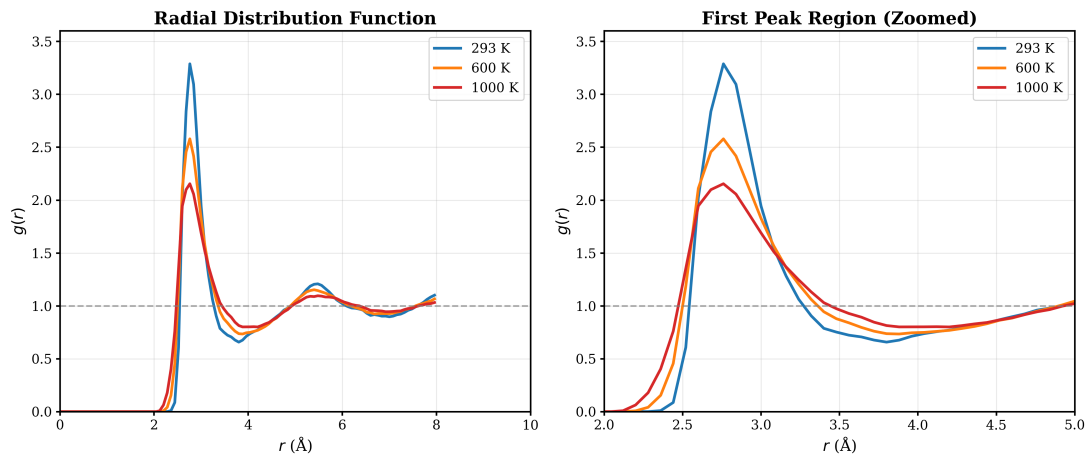 Radial Distribution Function
3.5
3.0
2.5
2.0
1.5
1.0
0.5
0.0
g(r)
0
2
4
6
8
10
r (Å)
293 K
600 K
1000 K
First Peak Region (Zoomed)
3.5
3.0
2.5
2.0
1.5
1.0
0.5
0.0
g(r)
2.0
2.5
3.0
3.5
4.0
4.5
5.0
r (Å)
293 K
600 K
1000 K